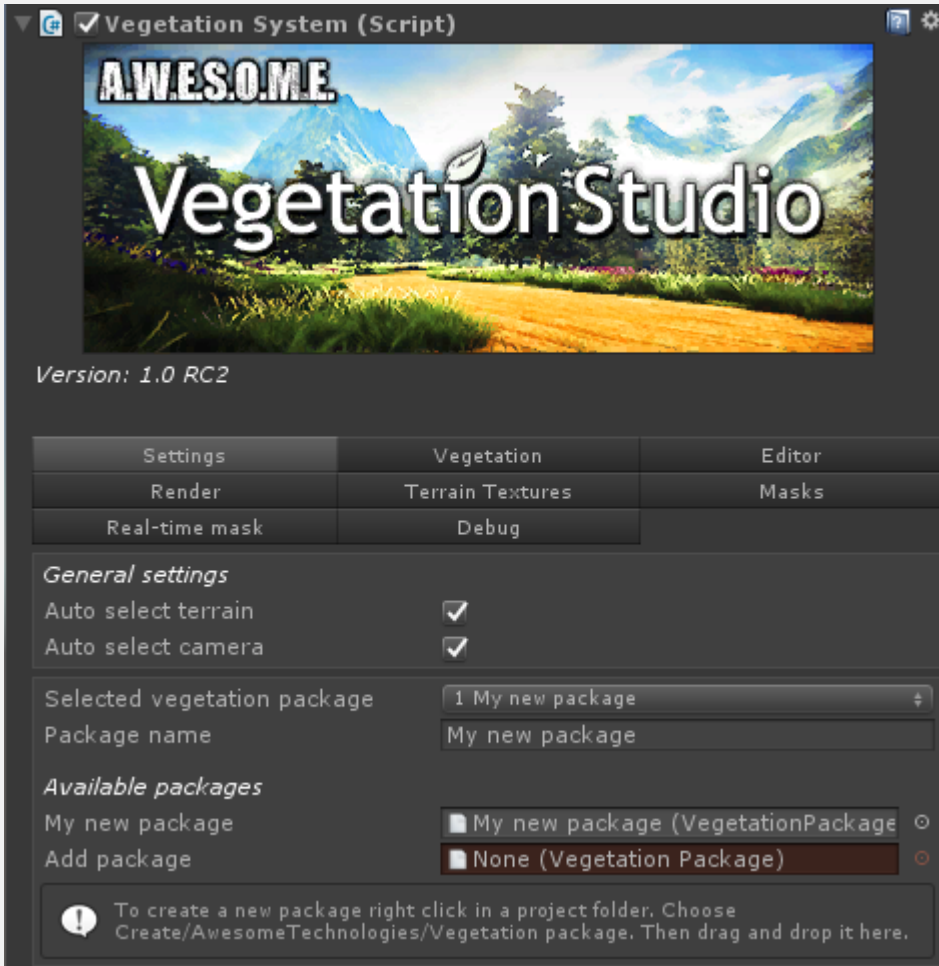 Vegetation System (Script)
A.W.E.S.O.M.E.
VegetationStudio
Version: 1.0 RC2
Settings Vegetation Editor
Render Terrain Textures Masks
Real-time mask Debug
General settings
Auto select terrain
Auto select camera
Selected vegetation package 1 My new package
Package name My new package
Available packages
My new package My new package (VegetationPackage
Add package None (Vegetation Package)
To create a new package right click in a project folder. Choose
Create/AwesomeTechnologies/Vegetation package. Then drag and drop it here.